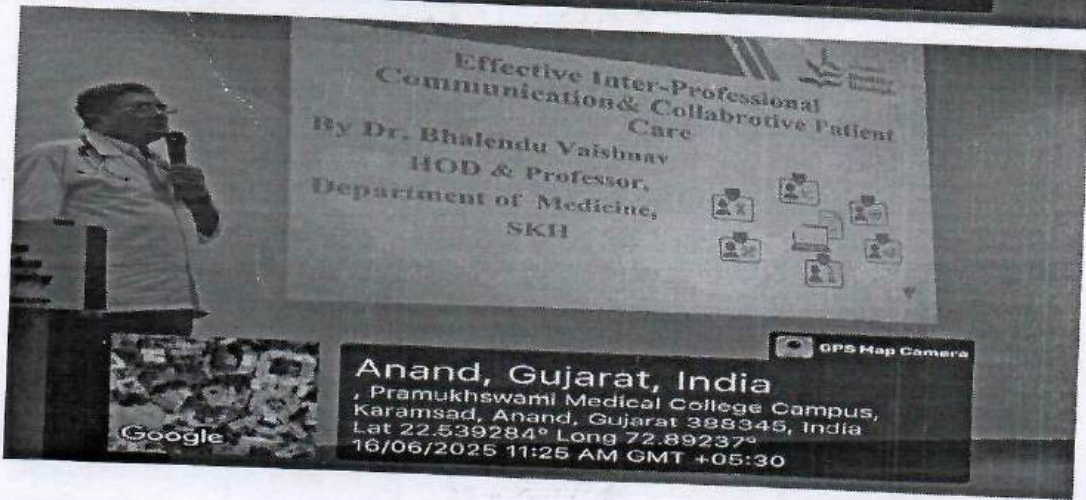 Effective Inter-Professional
Communication& Collabrotive Patient
Care
By Dr. Bhalendu Vaishnav
HOD & Professor,
Department of Medicine,
SKH
GPS Map Camera
Google
Anand, Gujarat, India
, Pramukhswami Medical College Campus,
Karamsad, Anand, Gujarat 388345, India
Lat 22.539284° Long 72.89237°
16/06/2025 11:25 AM GMT +05:30